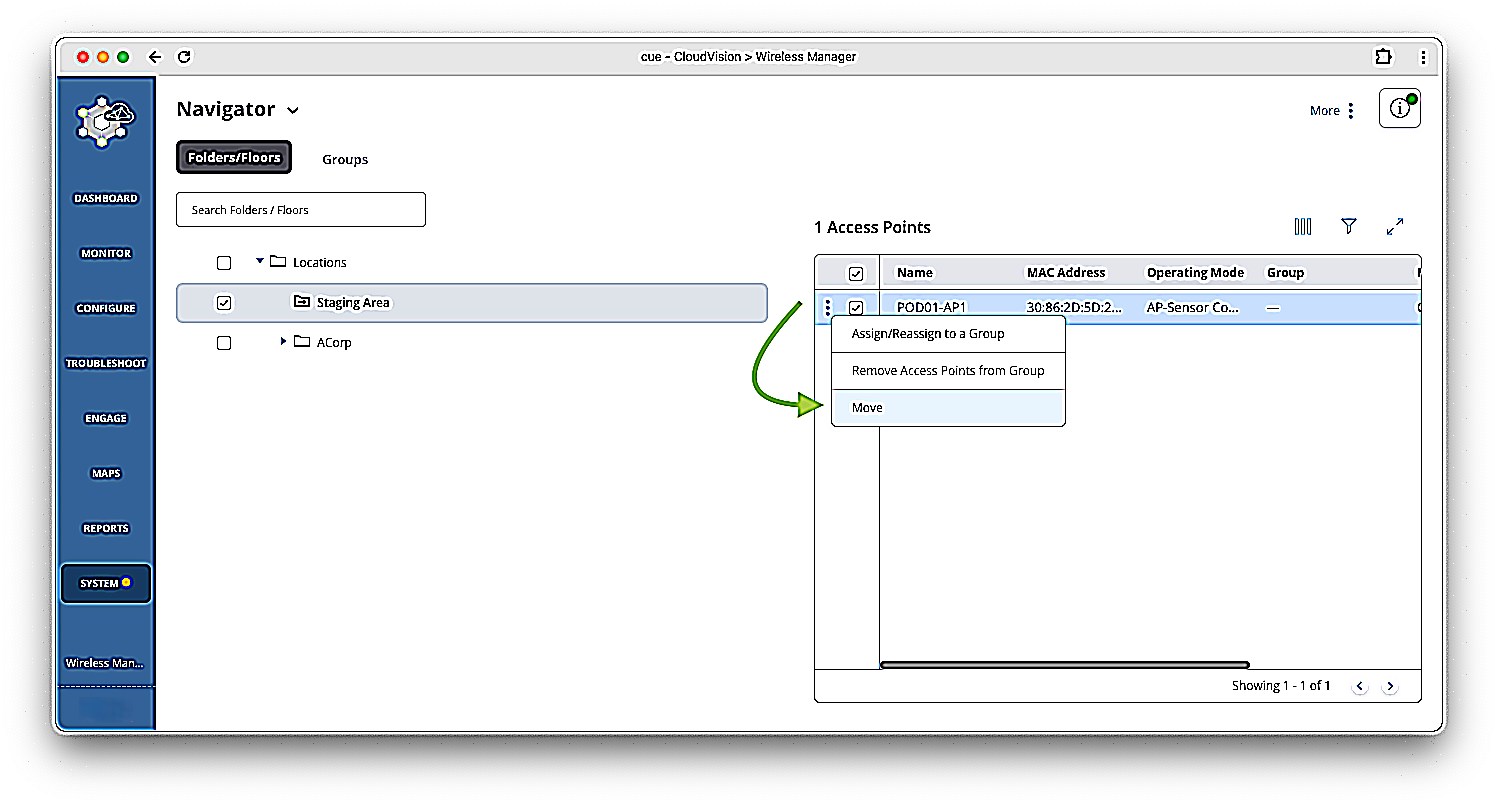 cue - CloudVision > Wireless Manager
Navigator
More
Folders/Floors
Groups
DASHBOARD
MONITOR
CONFIGURE
TROUBLESHOOT
ENGAGE
MAPS
REPORTS
SYSTEM
Wireless Man...
Search Folders / Floors
Locations
Staging Area
ACorp
1 Access Points
Name MAC Address Operating Mode Group
POD01-AP1 30:86:2D:5D:2... AP-Sensor Co... —
Assign/Reassign to a Group
Remove Access Points from Group
Move
Showing 1 - 1 of 1